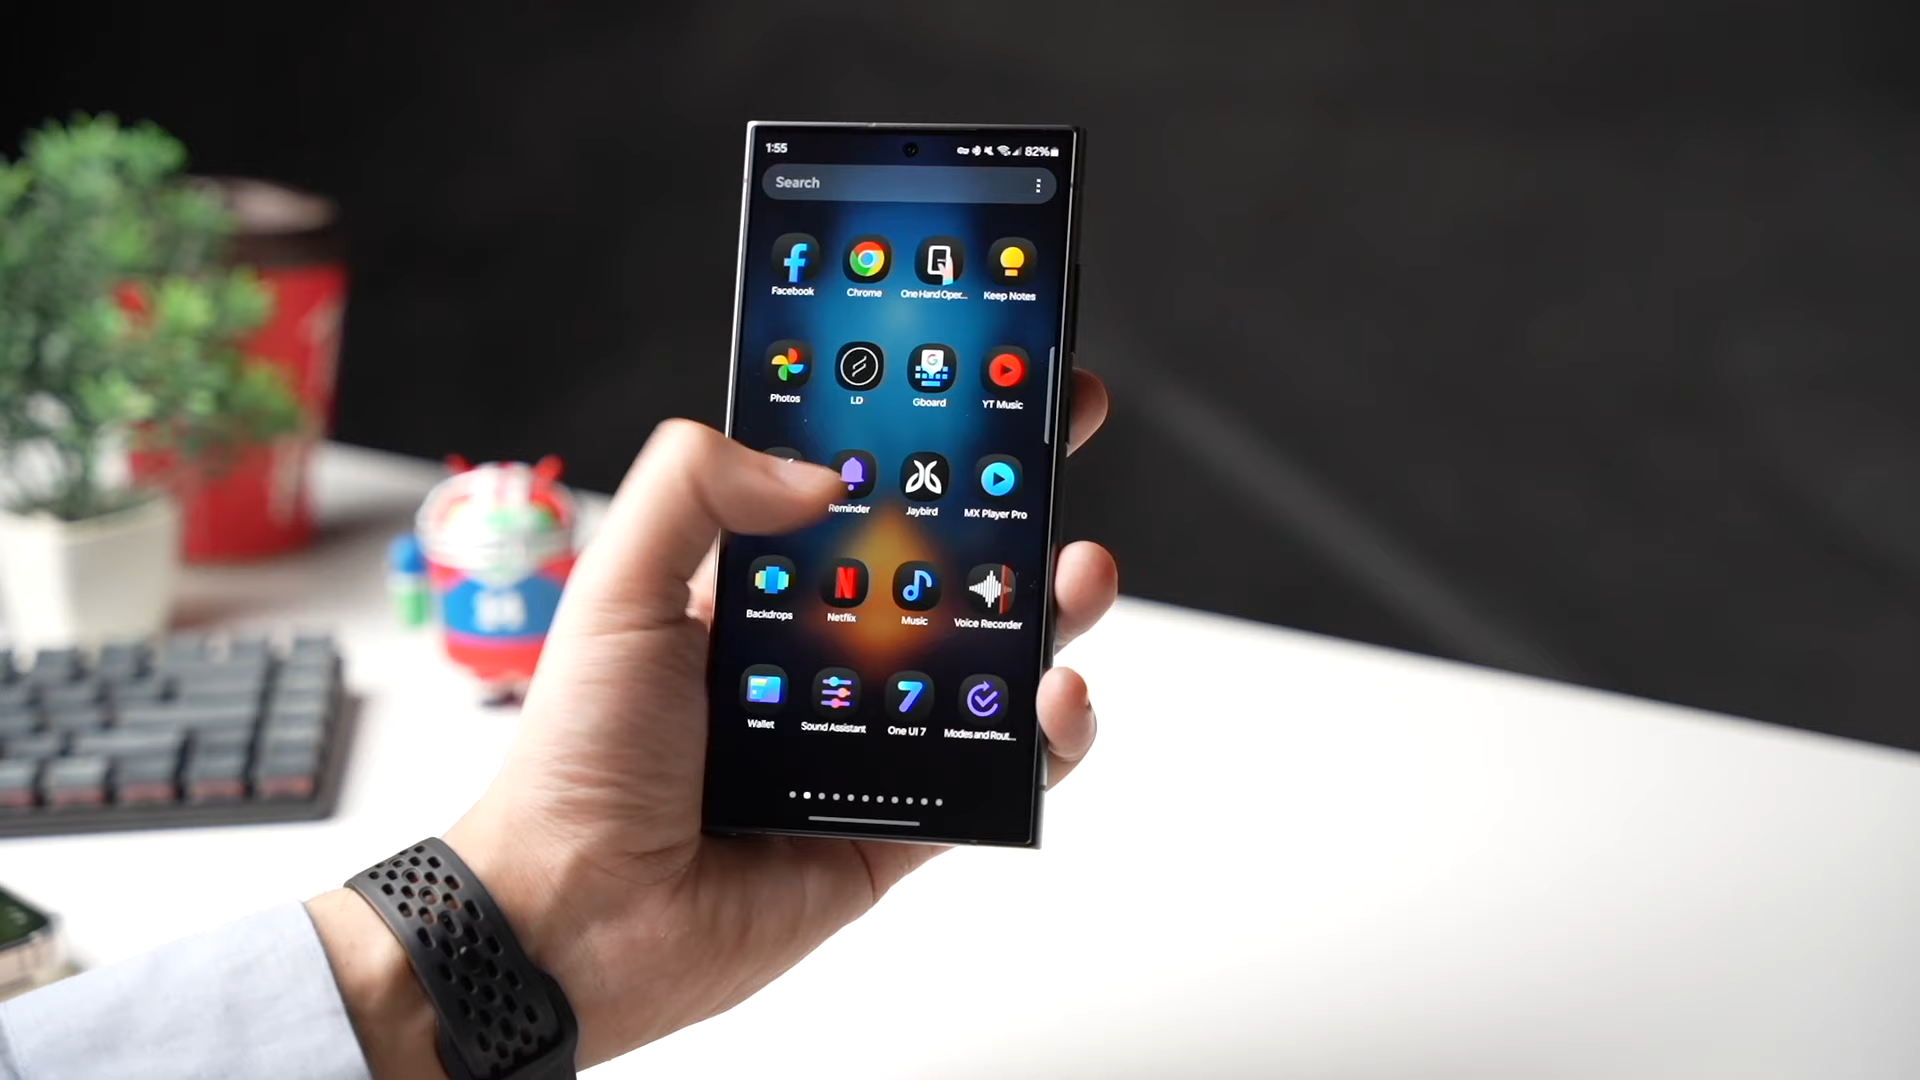 1:55
82%
Search
Facebook
Chrome
One Hand Oper...
Keep Notes
Photos
LD
Gboard
YT Music
Reminder
Jaybird
MX Player Pro
Backdrops
Netflix
Music
Voice Recorder
Wallet
Sound Assistant
One UI 7
Modes and Rout...